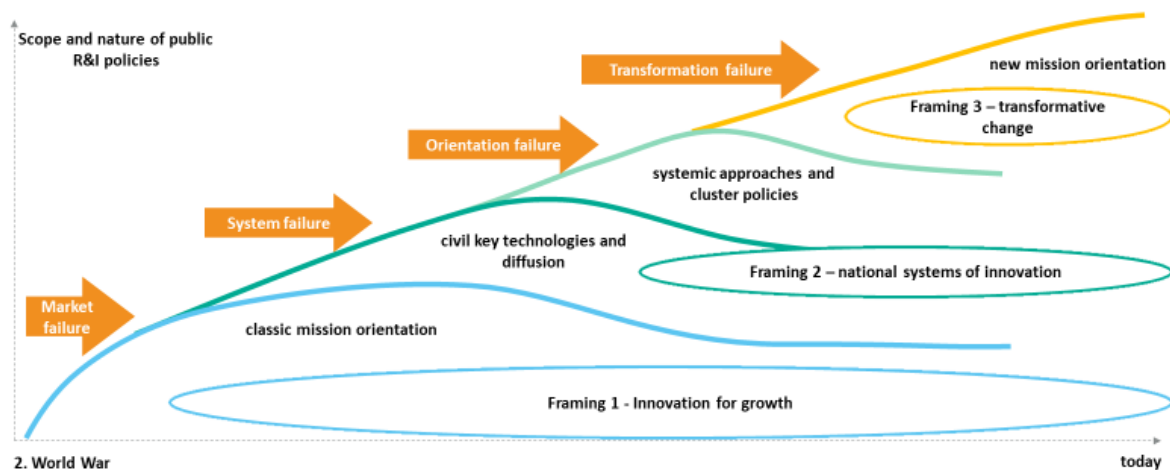 Scope and nature of public
R&I policies
Transformation failure
new mission orientation
Framing 3 – transformative
change
Orientation failure
systemic approaches and
cluster policies
System failure
civil key technologies and
diffusion
Framing 2 – national systems of innovation
Market
failure
classic mission orientation
Framing 1 - Innovation for growth
2. World War
today